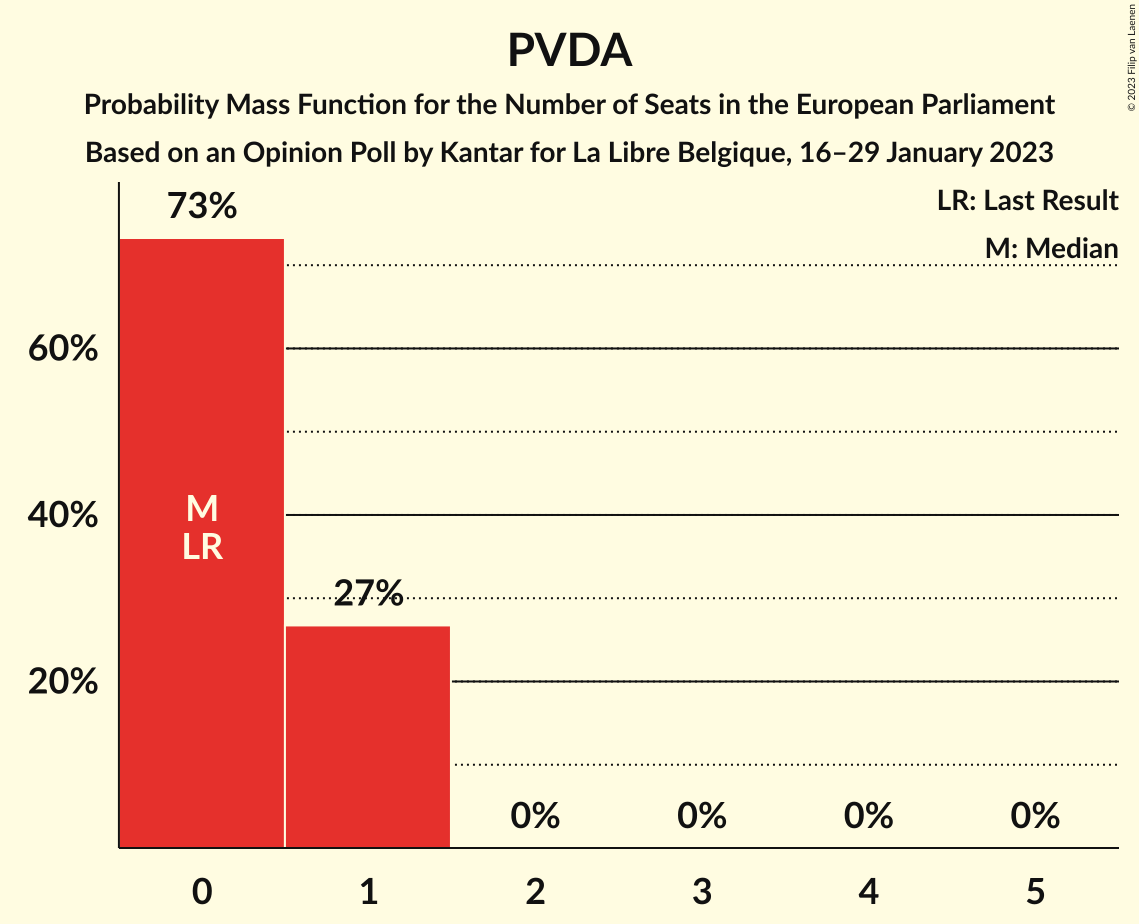 PVDA
Probability Mass Function for the Number of Seats in the European Parliament
Based on an Opinion Poll by Kantar for La Libre Belgique, 16–29 January 2023
© 2023 Filip van Laenen
LR: Last Result
M: Median
73%
60%
40%
20%
M
LR
27%
0%
0%
0%
0%
0
1
2
3
4
5